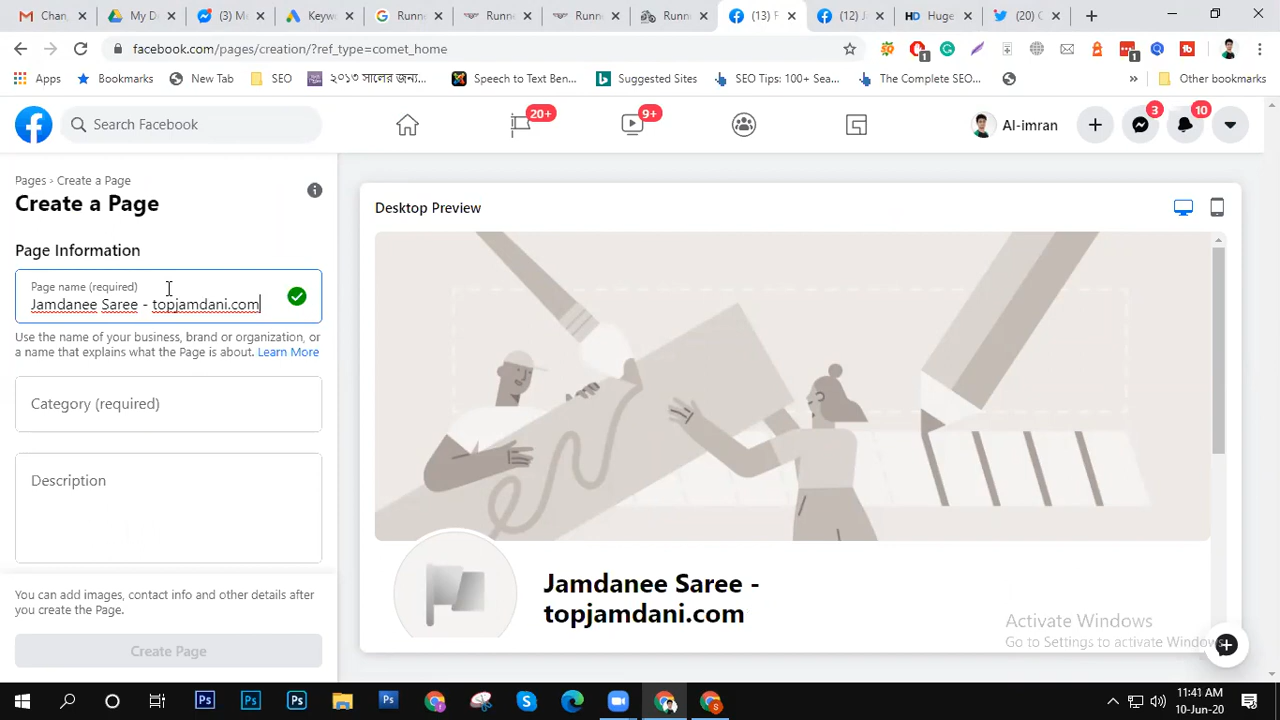 Chang
My D
(3) M
Keyw
Runne
Runn
Runn
Runn
(13) F
(12) J
HD Huge
(20) C
facebook.com/pages/creation/?ref_type=comet_home
1
1
Apps
Bookmarks
New Tab
SEO
২০১৩ সালের জন্য...
Speech to Text Ben...
Suggested Sites
SEO Tips: 100+ Sea...
The Complete SEO...
Other bookmarks
Search Facebook
20+
9+
Al-imran
3
10
Pages > Create a Page
Create a Page
Page Information
Page name (required)
Jamdanee Saree - topjamdani.com
Use the name of your business, brand or organization, or
a name that explains what the Page is about. Learn More
Category (required)
Description
You can add images, contact info and other details after
you create the Page.
Create Page
Desktop Preview
Jamdanee Saree -
topjamdani.com
Activate Windows
Go to Settings to activate Windows
11:41 AM
10-Jun-20